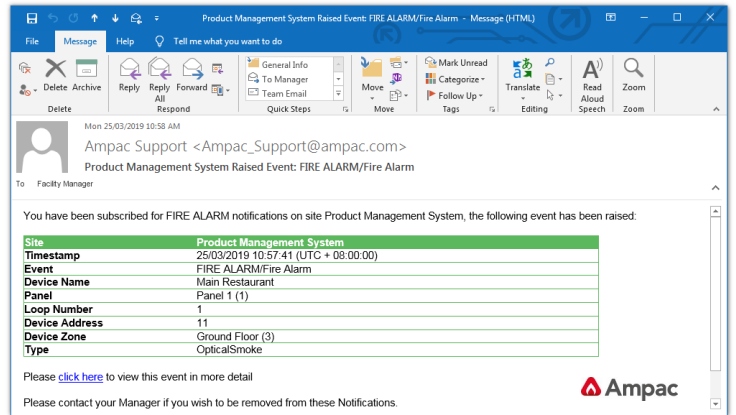 Product Management System Raised Event: FIRE ALARM/Fire Alarm - Message (HTML)
File Message Help Tell me what you want to do
Delete Archive
Reply Reply All Forward
General Info
To Manager
Team Email
Move
Mark Unread
Categorize
Follow Up
Translate
Read Aloud
Zoom
Delete Respond Quick Steps Move Tags Editing Speech Zoom
Mon 25/03/2019 10:58 AM
Ampac Support <Ampac_Support@ampac.com>
Product Management System Raised Event: FIRE ALARM/Fire Alarm
To Facility Manager
You have been subscribed for FIRE ALARM notifications on site Product Management System, the following event has been raised:
Site Product Management System
Timestamp 25/03/2019 10:57:41 (UTC + 08:00:00)
Event FIRE ALARM/Fire Alarm
Device Name Main Restaurant
Panel Panel 1 (1)
Loop Number 1
Device Address 11
Device Zone Ground Floor (3)
Type OpticalSmoke
Please click here to view this event in more detail
Ampac
Please contact your Manager if you wish to be removed from these Notifications.